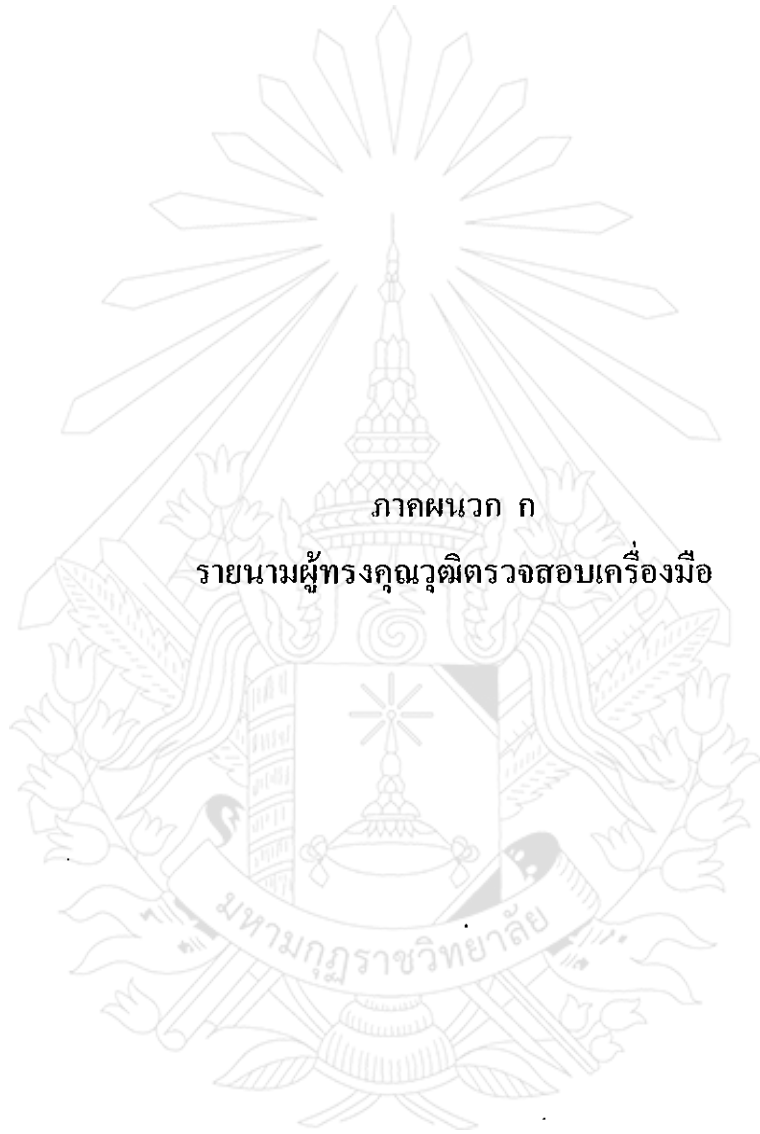 ภาคผนวก ก
รายนามผู้ทรงคุณวุฒิตรวจสอบเครื่องมือ
มหามกุฏราชวิทยาลัย